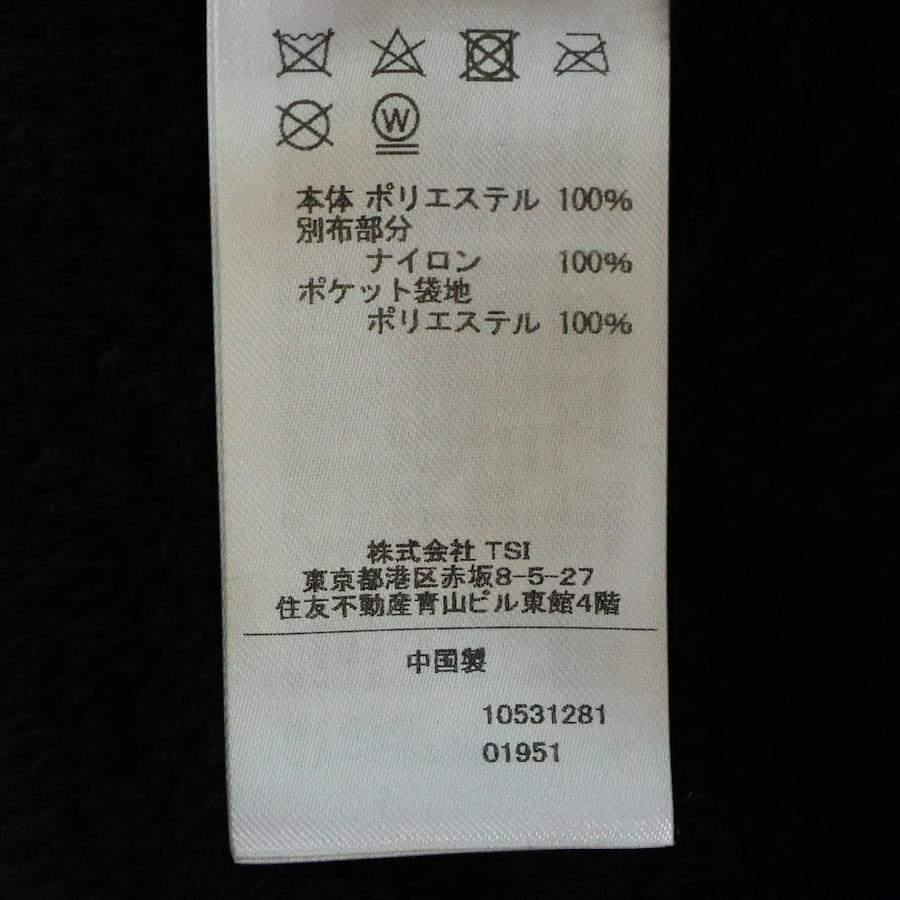 W
本体 ポリエステル 100%
別布部分
ナイロン 100%
ポケット袋地
ポリエステル 100%
株式会社 TSI
東京都港区赤坂8-5-27
住友不動産青山ビル東館4階
中国製
10531281
01951